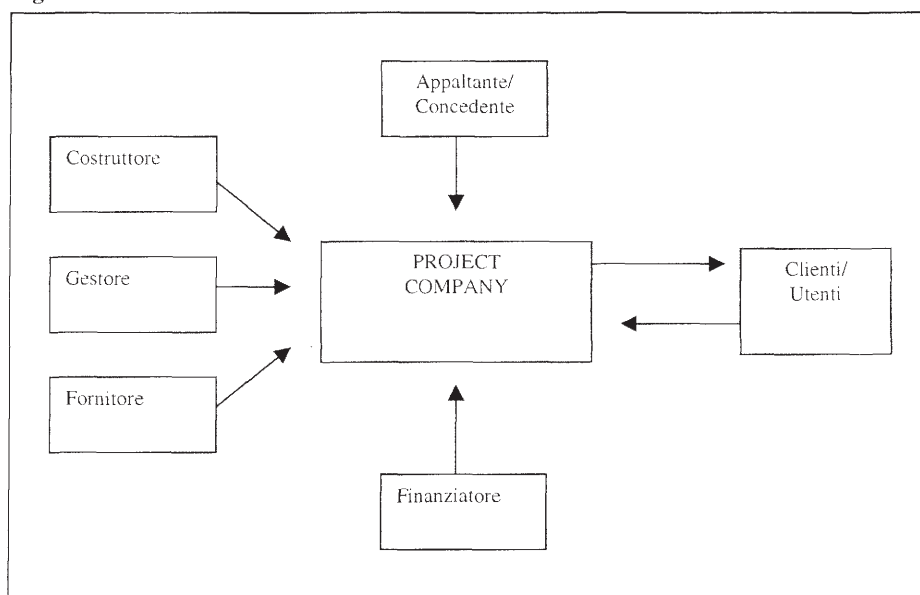 Appaltante/
Concedente
Costruttore
Gestore
Fornitore
PROJECT
COMPANY
Clienti/
Utenti
Finanziatore